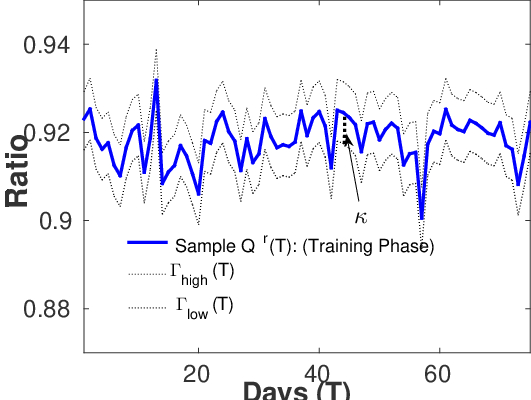 0.94
0.92
0.9
0.88
Ratio
κ
Sample Q r(T): (Training Phase)
Γhigh (T)
Γlow (T)
20 40 60
Days (T)